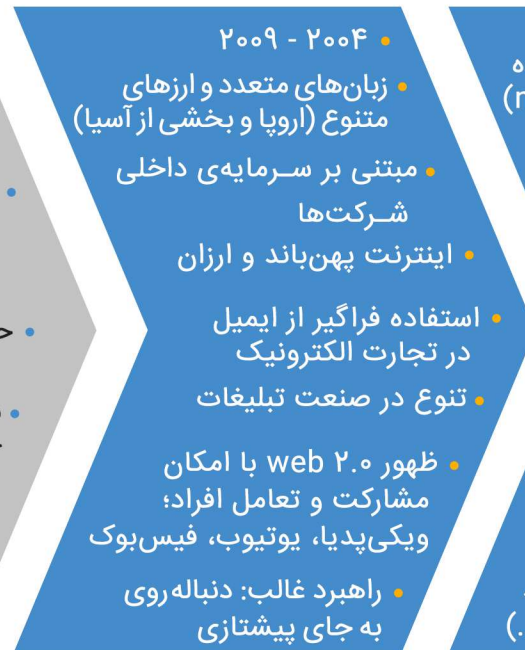 ۲۰۰۴ - ۲۰۰۹
زبان‌های متعدد و ارزهای
متنوع (اروپا و بخشی از آسیا)
مبتنی بر سرمایه‌ی داخلی
شرکت‌ها
اینترنت پهن‌باند و ارزان
استفاده فراگیر از ایمیل
در تجارت الکترونیک
تنوع در صنعت تبلیغات
ظهور web ۲.۰ با امکان
مشارکت و تعامل افراد؛
ویکی‌پدیا، یوتیوب، فیس‌بوک
راهبرد غالب: دنباله‌روی
به جای پیشتازی